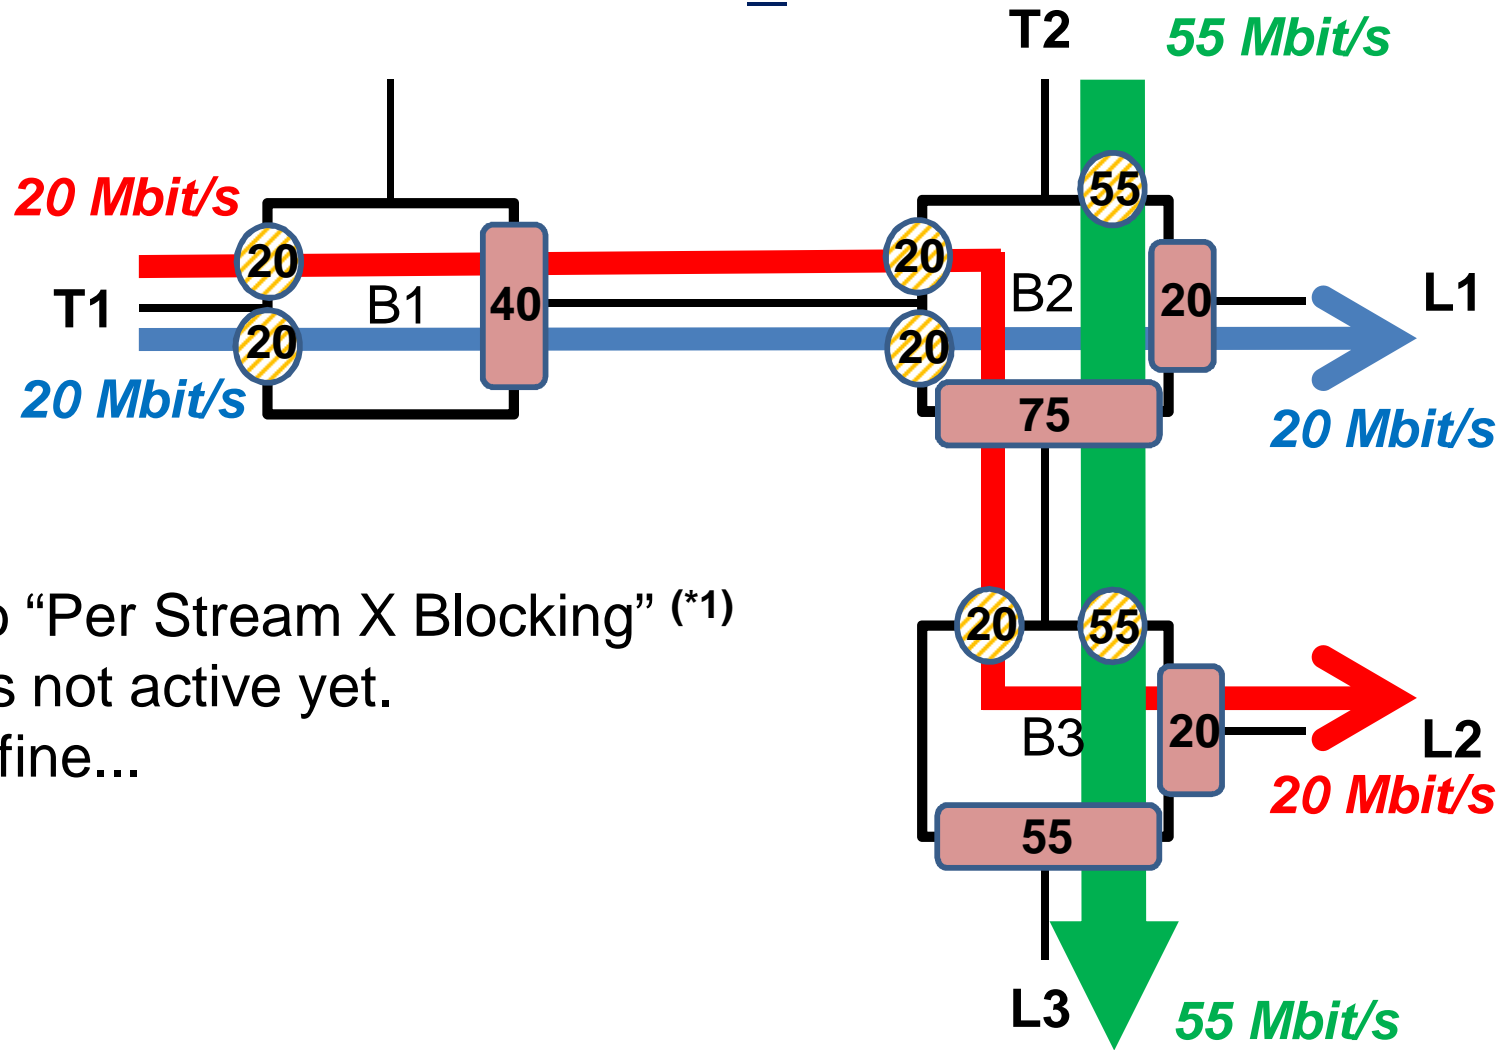 T2
55 Mbit/s
20 Mbit/s
55
20
20
B1
40
B2
20
L1
T1
20
20
20 Mbit/s
75
20 Mbit/s
“Per Stream X Blocking” (*1)
20
55
not active yet.
B3
20
L2
fine...
20 Mbit/s
55
L3
55 Mbit/s